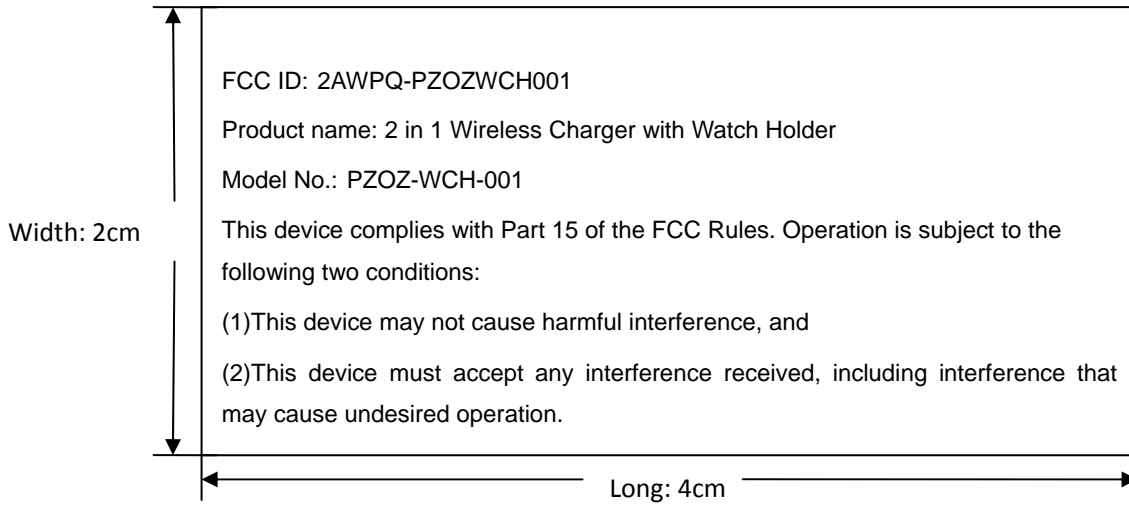 FCC ID: 2AWPQ-PZOZWCH001
Product name: 2 in 1 Wireless Charger with Watch Holder
Model No.: PZOZ-WCH-001
Width: 2cm
This device complies with Part 15 of the FCC Rules. Operation is subject to the
following two conditions:
(1)This device may not cause harmful interference, and
(2)This device must accept any interference received, including interference that
may cause undesired operation.
Long: 4cm